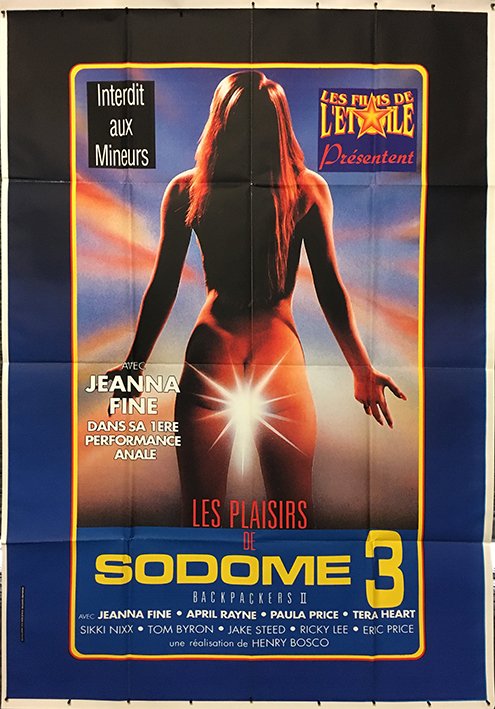 Interdit
aux
Mineurs
LES FILMS DE
L'ETOILE
Présentent
AVEC
JEANNA
FINE
DANS SA 1ERE
PERFORMANCE
ANALE
LES PLAISIRS
DE
SODOME 3
BACKPACKERS II
AVEC JEANNA FINE • APRIL RAYNE • PAULA PRICE • TERA HEART
SIKKI NIXX • TOM BYRON • JAKE STEED • RICKY LEE • ERIC PRICE
une réalisation de HENRY BOSCO